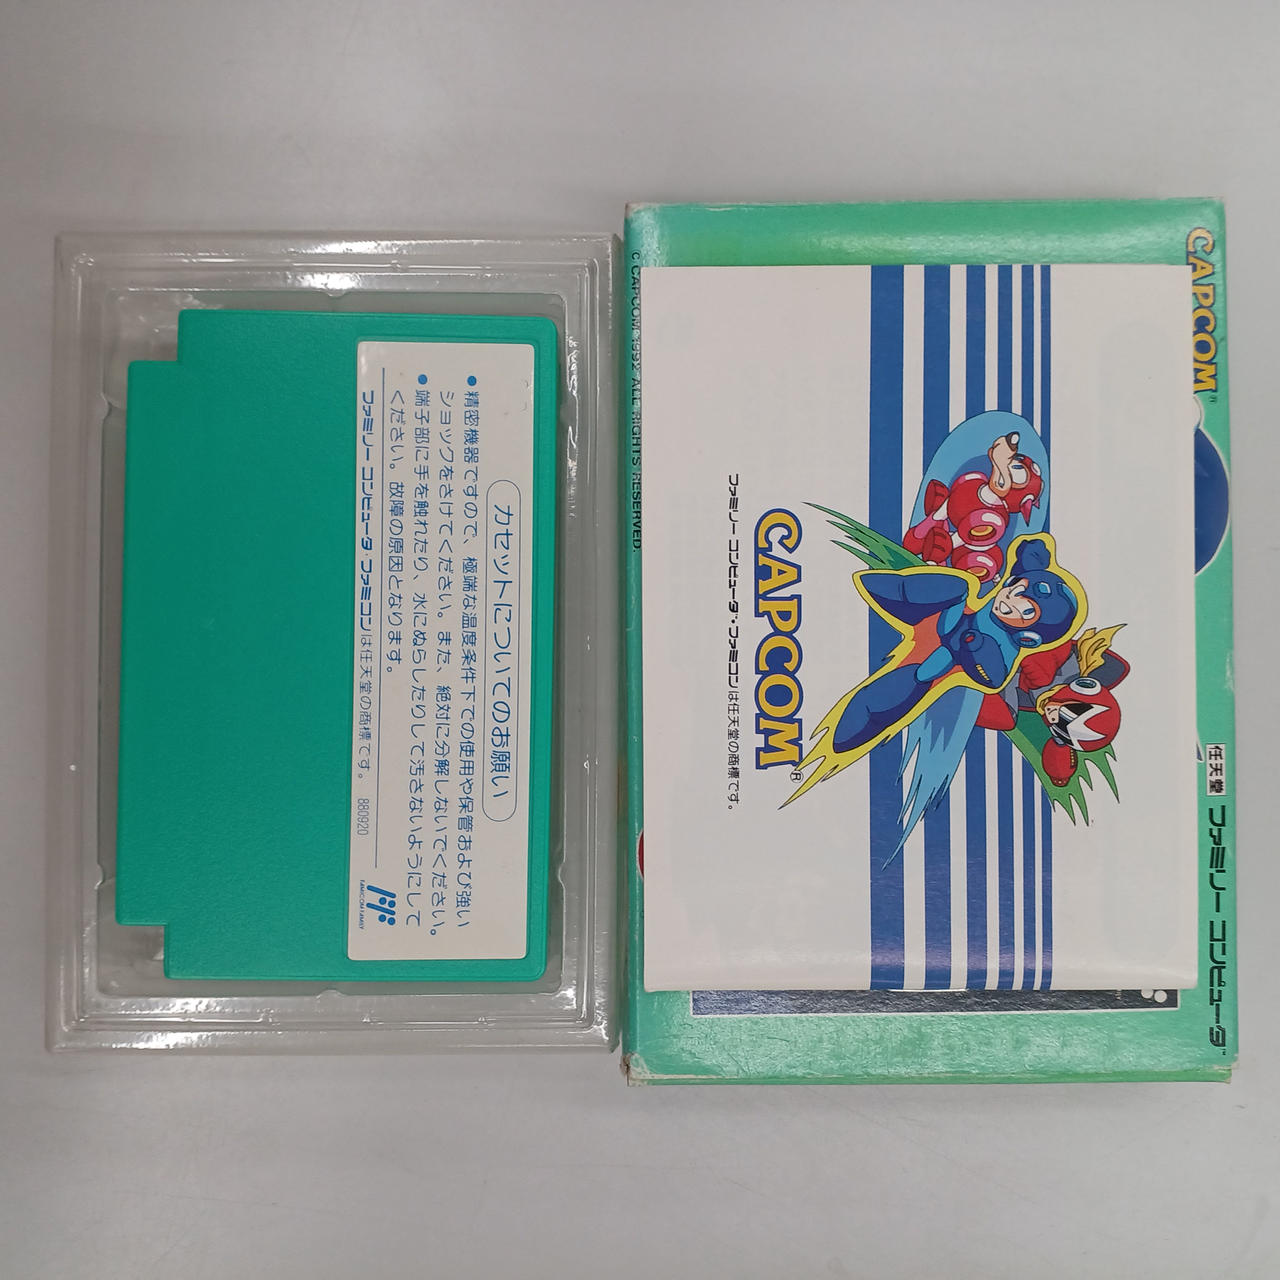 カセットについてのお願い
●精密機器ですので、極端な温度条件下での使用や保管および強い
ショックをさけてください。また、絶対に分解しないでください。
●端子部に手を触れたり、水にぬらしたりして汚さないようにして
ください。故障の原因となります。
ファミリーコンピュータ・ファミコンは任天堂の商標です。
880920
FAMICOM FAMILY
© CAPCOM 1992 ALL RIGHTS RESERVED.
CAPCOM®
ファミリーコンピュータ・ファミコンは任天堂の商標です。
CAPCOM®
任天堂 ファミリーコンピュータ™